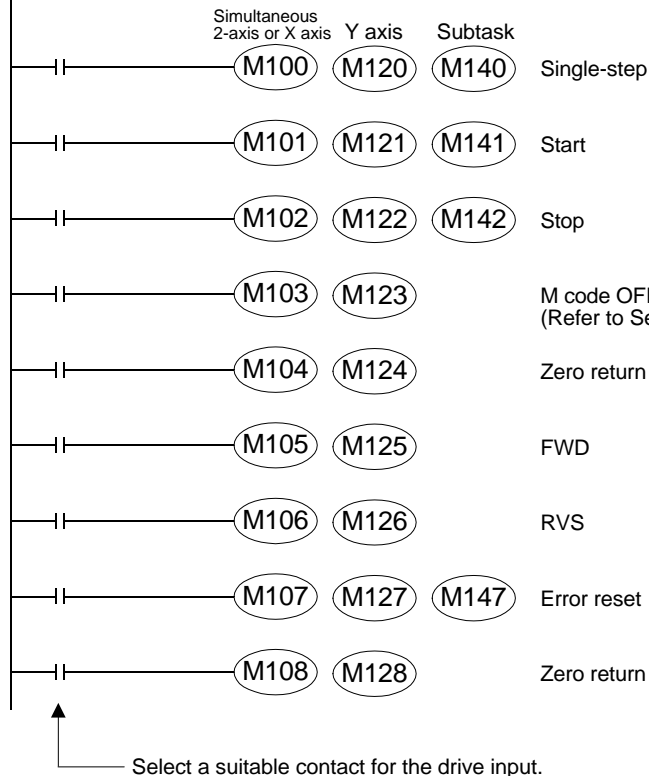 Simultaneous
2-axis or X axis Y axis Subtask
M100 M120 M140 Single-step
M101 M121 M141 Start
M102 M122 M142 Stop
M103 M123 M code OF
(Refer to Se
M104 M124 Zero return
M105 M125 FWD
M106 M126 RVS
M107 M127 M147 Error reset
M108 M128 Zero return
Select a suitable contact for the drive input.